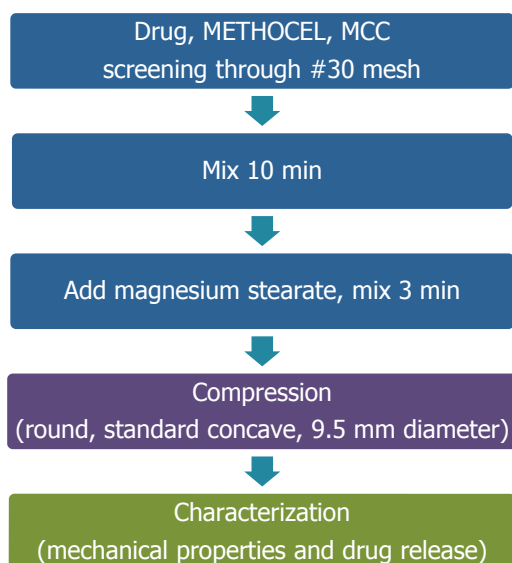 Drug, METHOCEL, MCC
screening through #30 mesh
Mix 10 min
Add magnesium stearate, mix 3 min
Compression
(round, standard concave, 9.5 mm diameter)
Characterization
(mechanical properties and drug release)